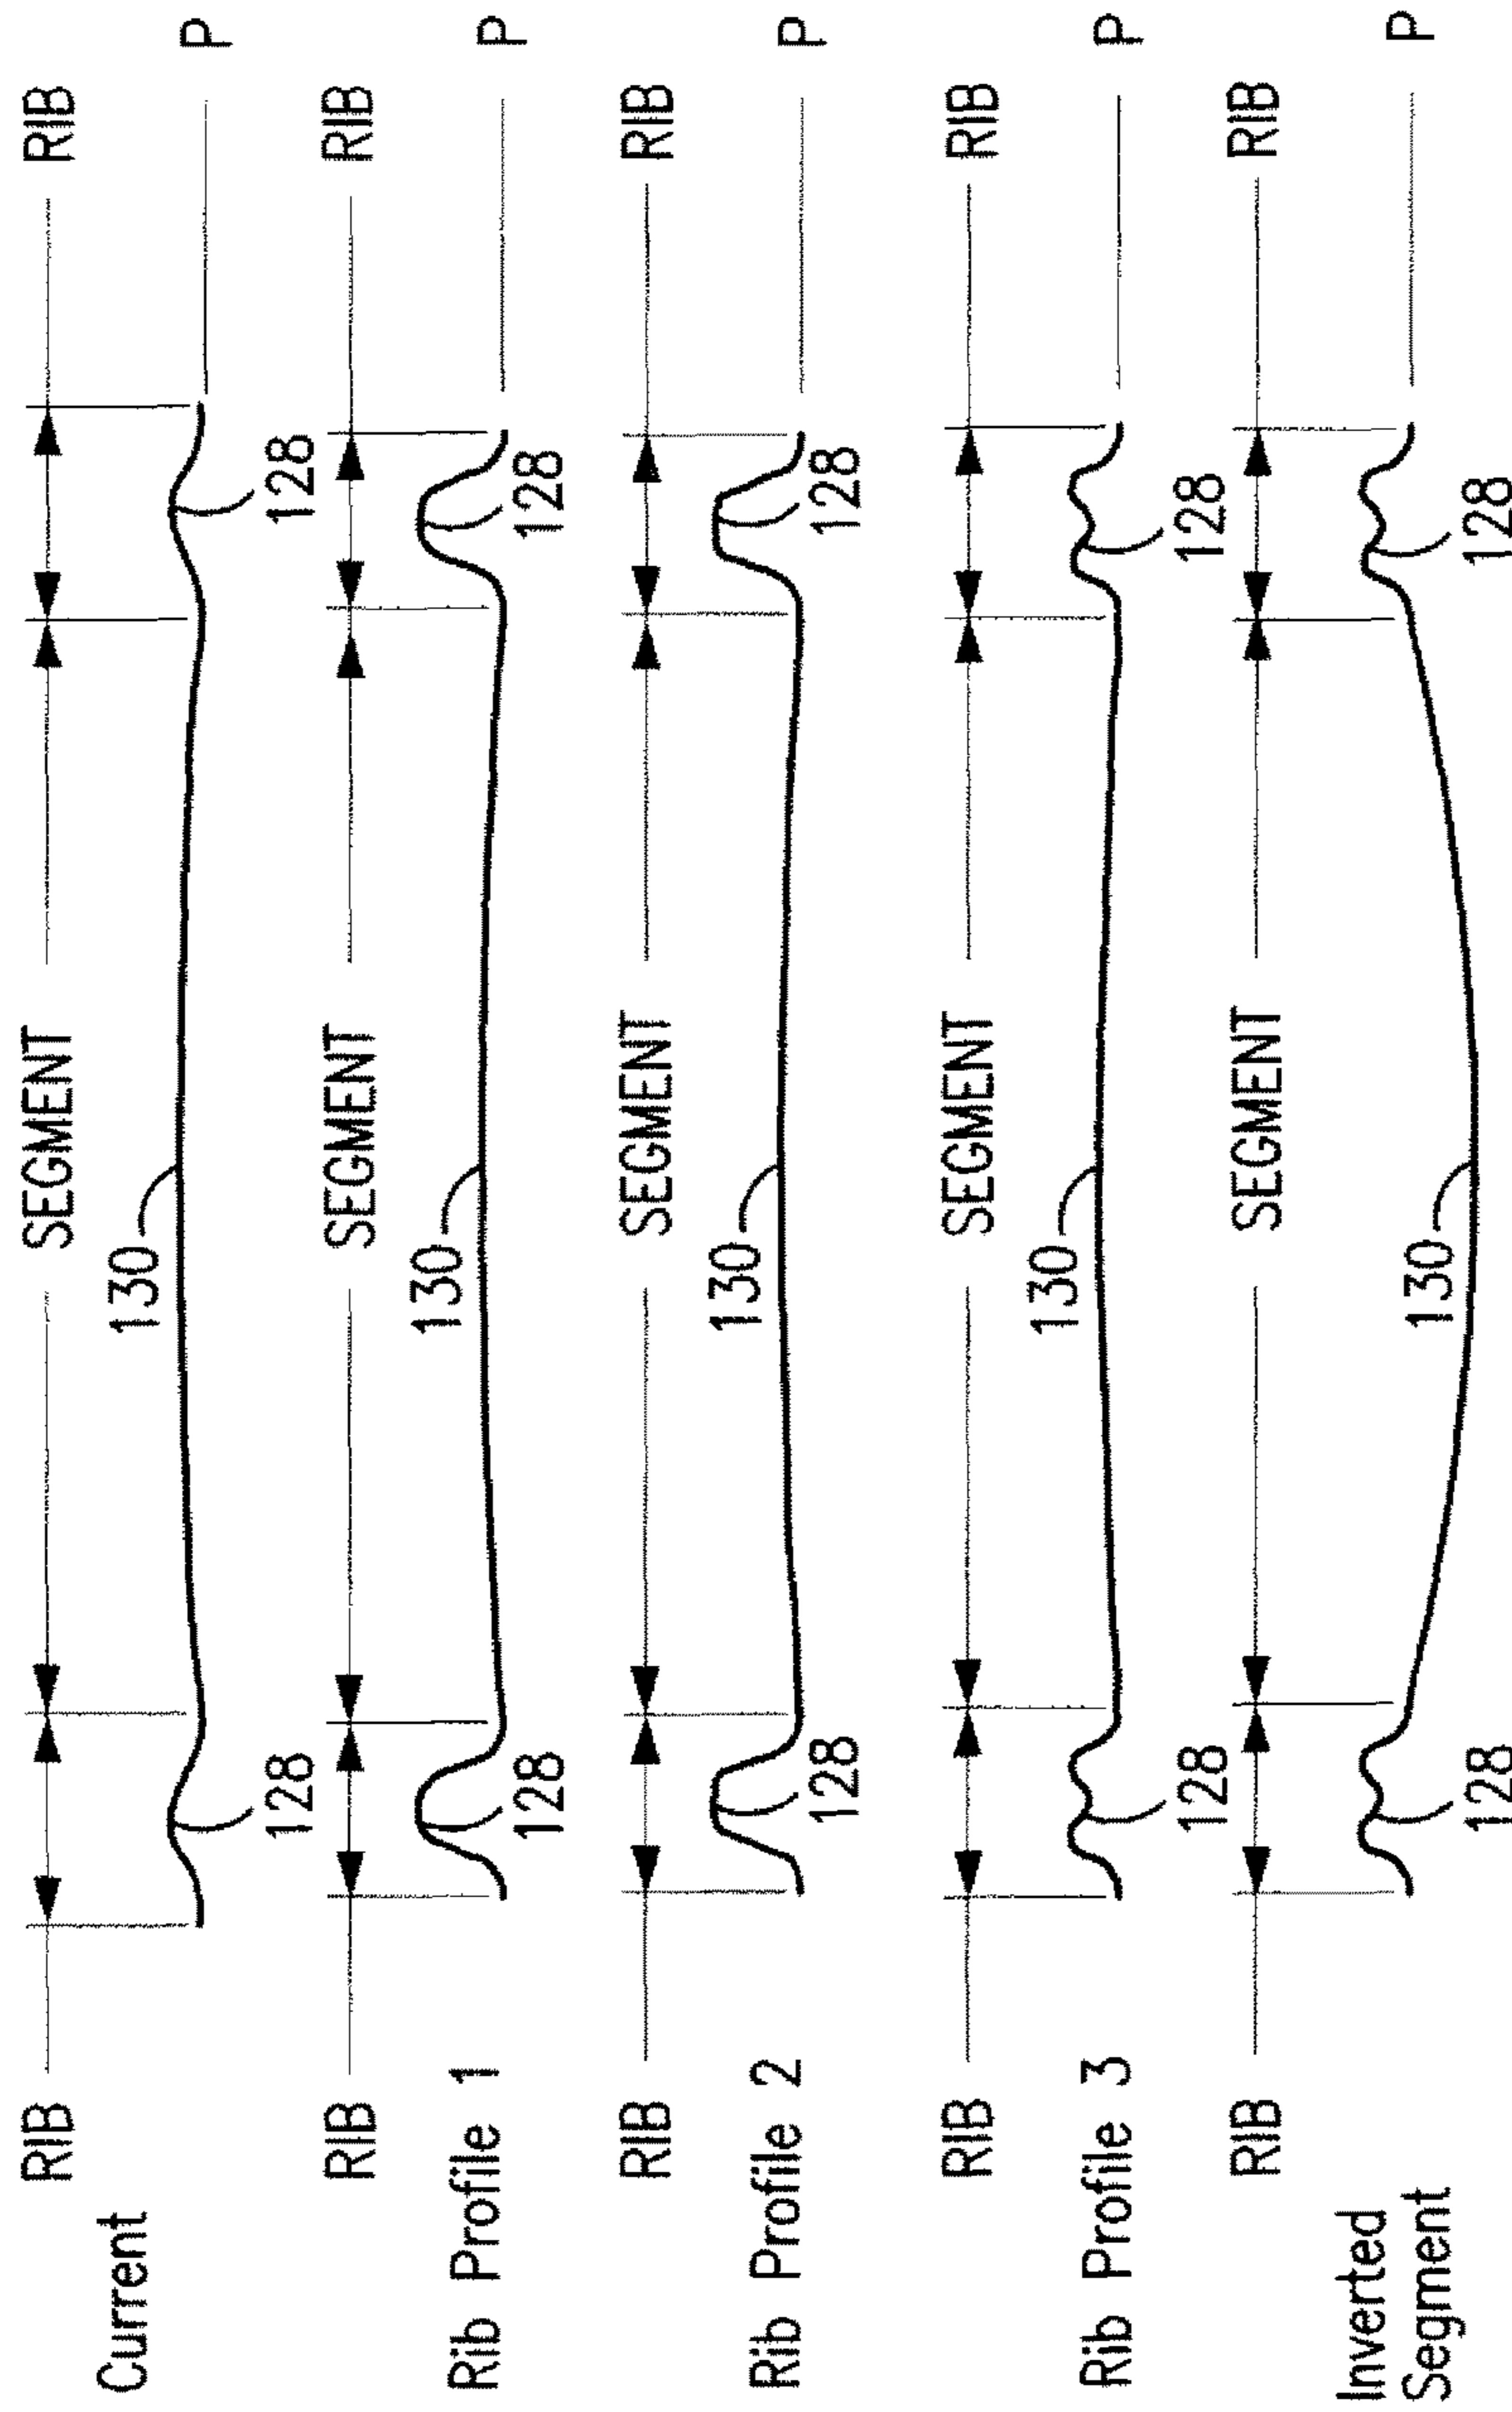 Current
RIB
SEGMENT
RIB
130
128
128
P
Rib Profile 1
RIB
SEGMENT
RIB
130
128
128
P
Rib Profile 2
RIB
SEGMENT
RIB
130
128
128
P
Rib Profile 3
RIB
SEGMENT
RIB
130
128
128
P
Inverted
Segment
RIB
SEGMENT
RIB
130
128
128
P